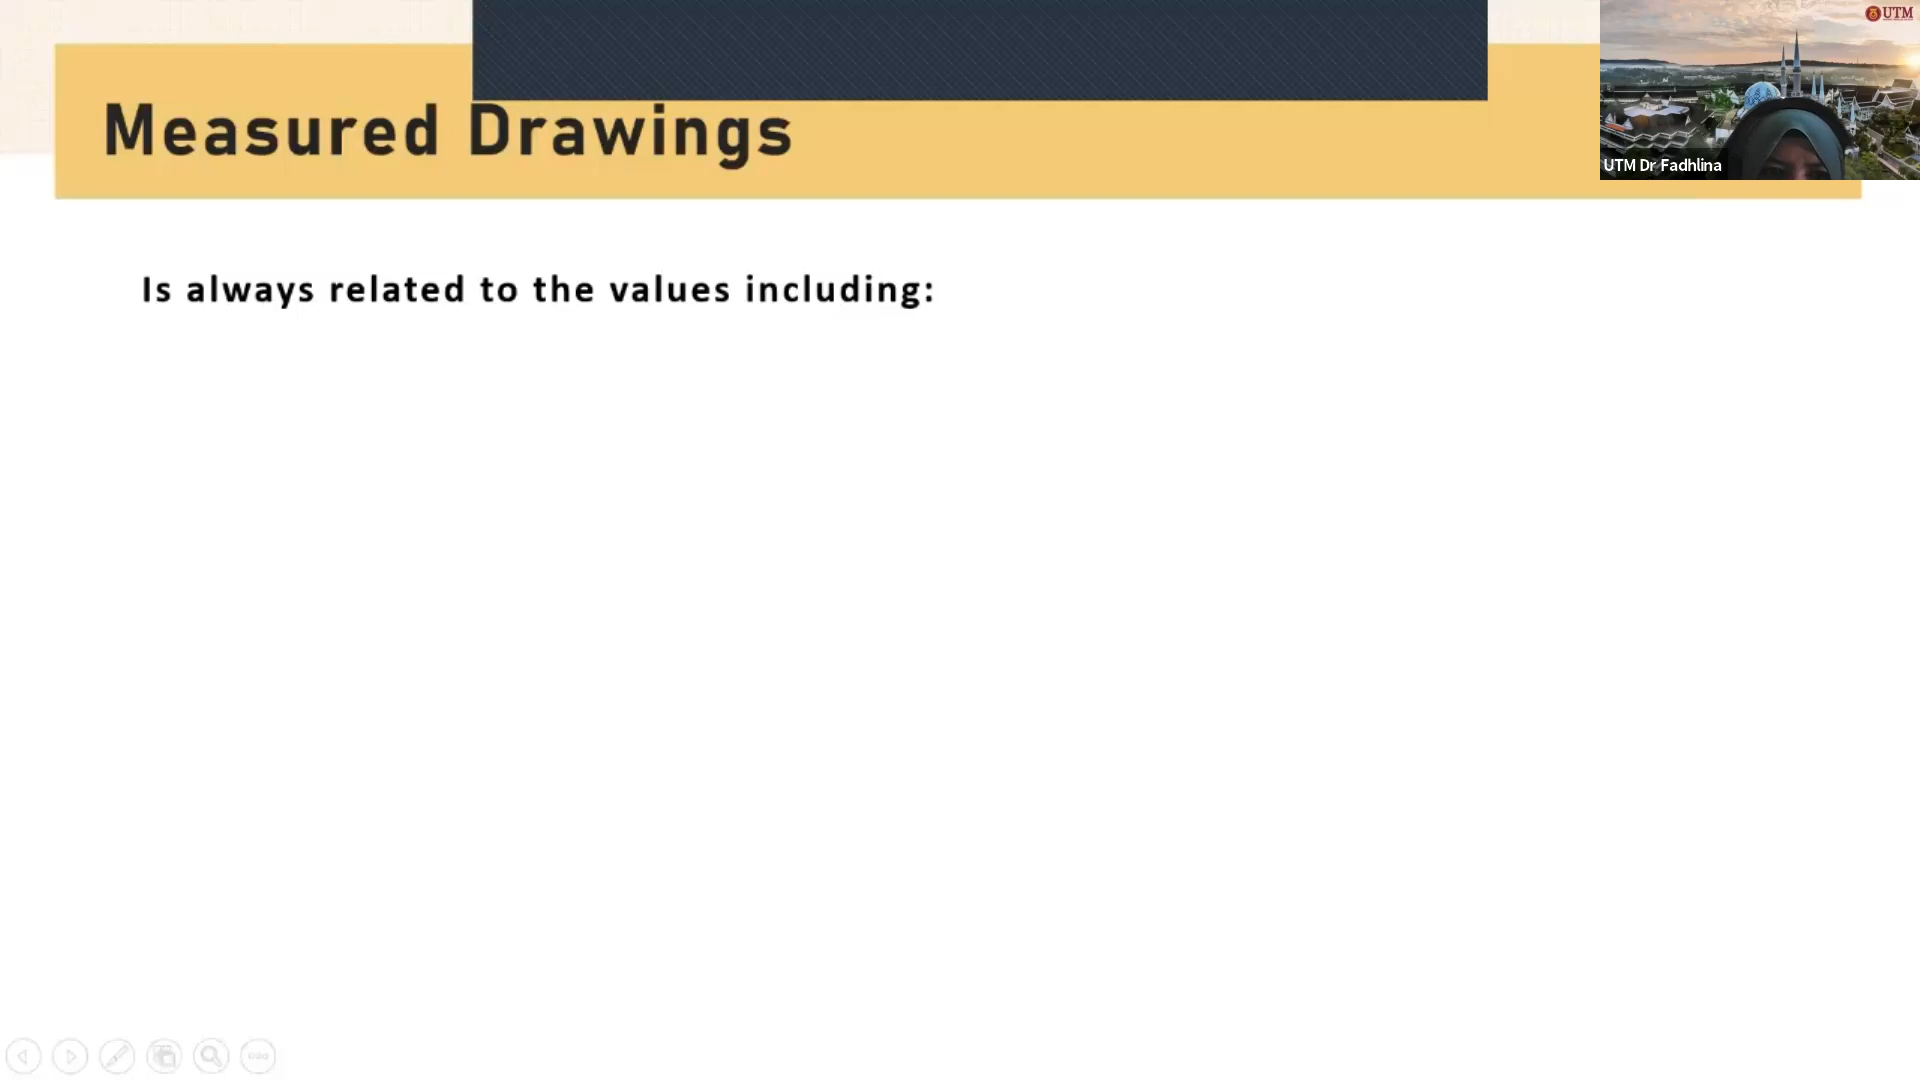 UTM
Measured Drawings
UTM Dr Fadhlina
Is always related to the values including: